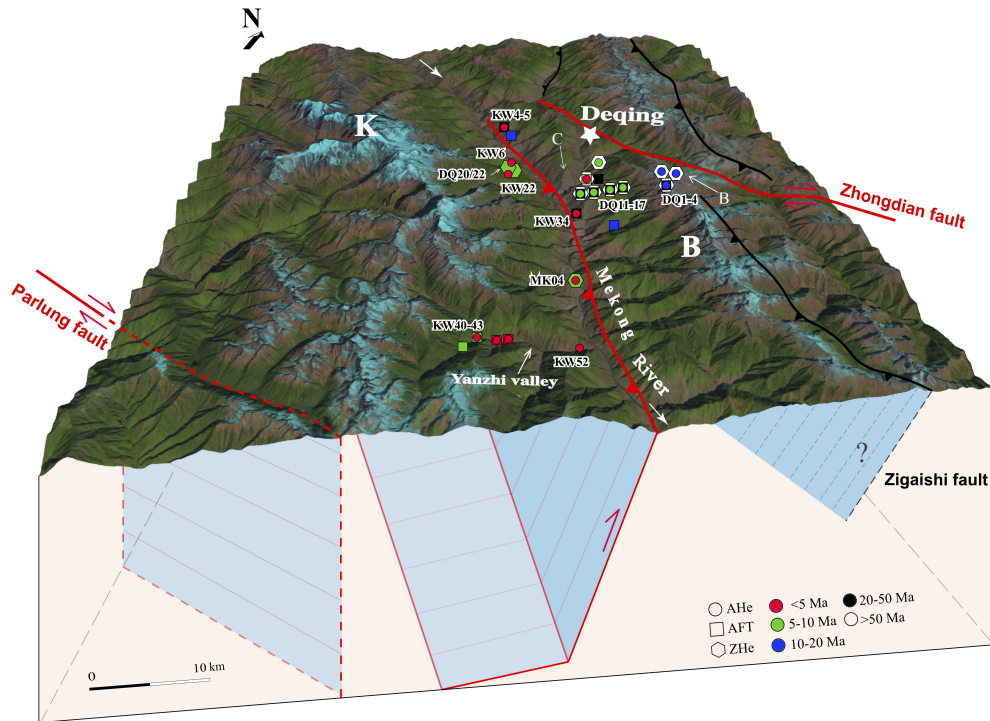 N
K
KW4-5
Deqing
C
KW6
DQ20/22
KW22
DQ11-17
DQ1-4
B
Zhongdian fault
KW34
B
MK04
Mekong River
Parlung fault
KW40-43
KW52
Yanzhi valley
?
Zigaishi fault
AHe
<5 Ma
20-50 Ma
AFT
5-10 Ma
>50 Ma
ZHe
10-20 Ma
0
10 km